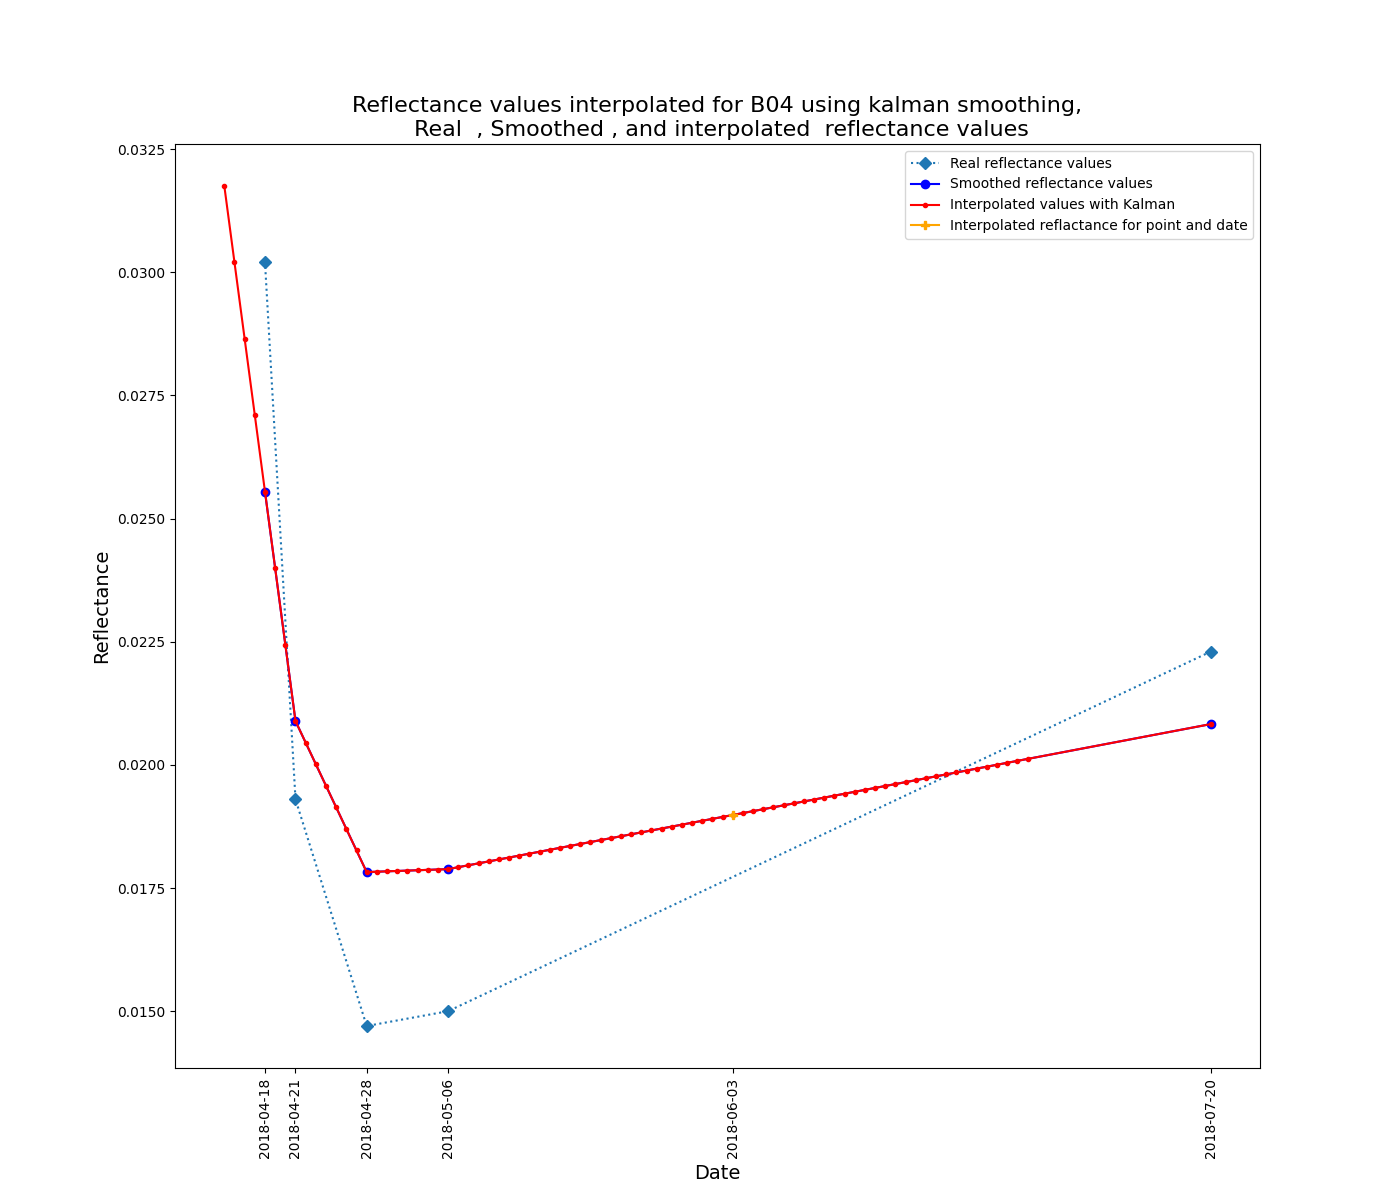 Reflectance values interpolated for B04 using kalman smoothing,
Real , Smoothed , and interpolated reflectance values
Real reflectance values
Smoothed reflectance values
Interpolated values with Kalman
Interpolated reflactance for point and date
Reflectance
0.0325
0.0300
0.0275
0.0250
0.0225
0.0200
0.0175
0.0150
2018-04-18
2018-04-21
2018-04-28
2018-05-06
2018-06-03
2018-07-20
Date